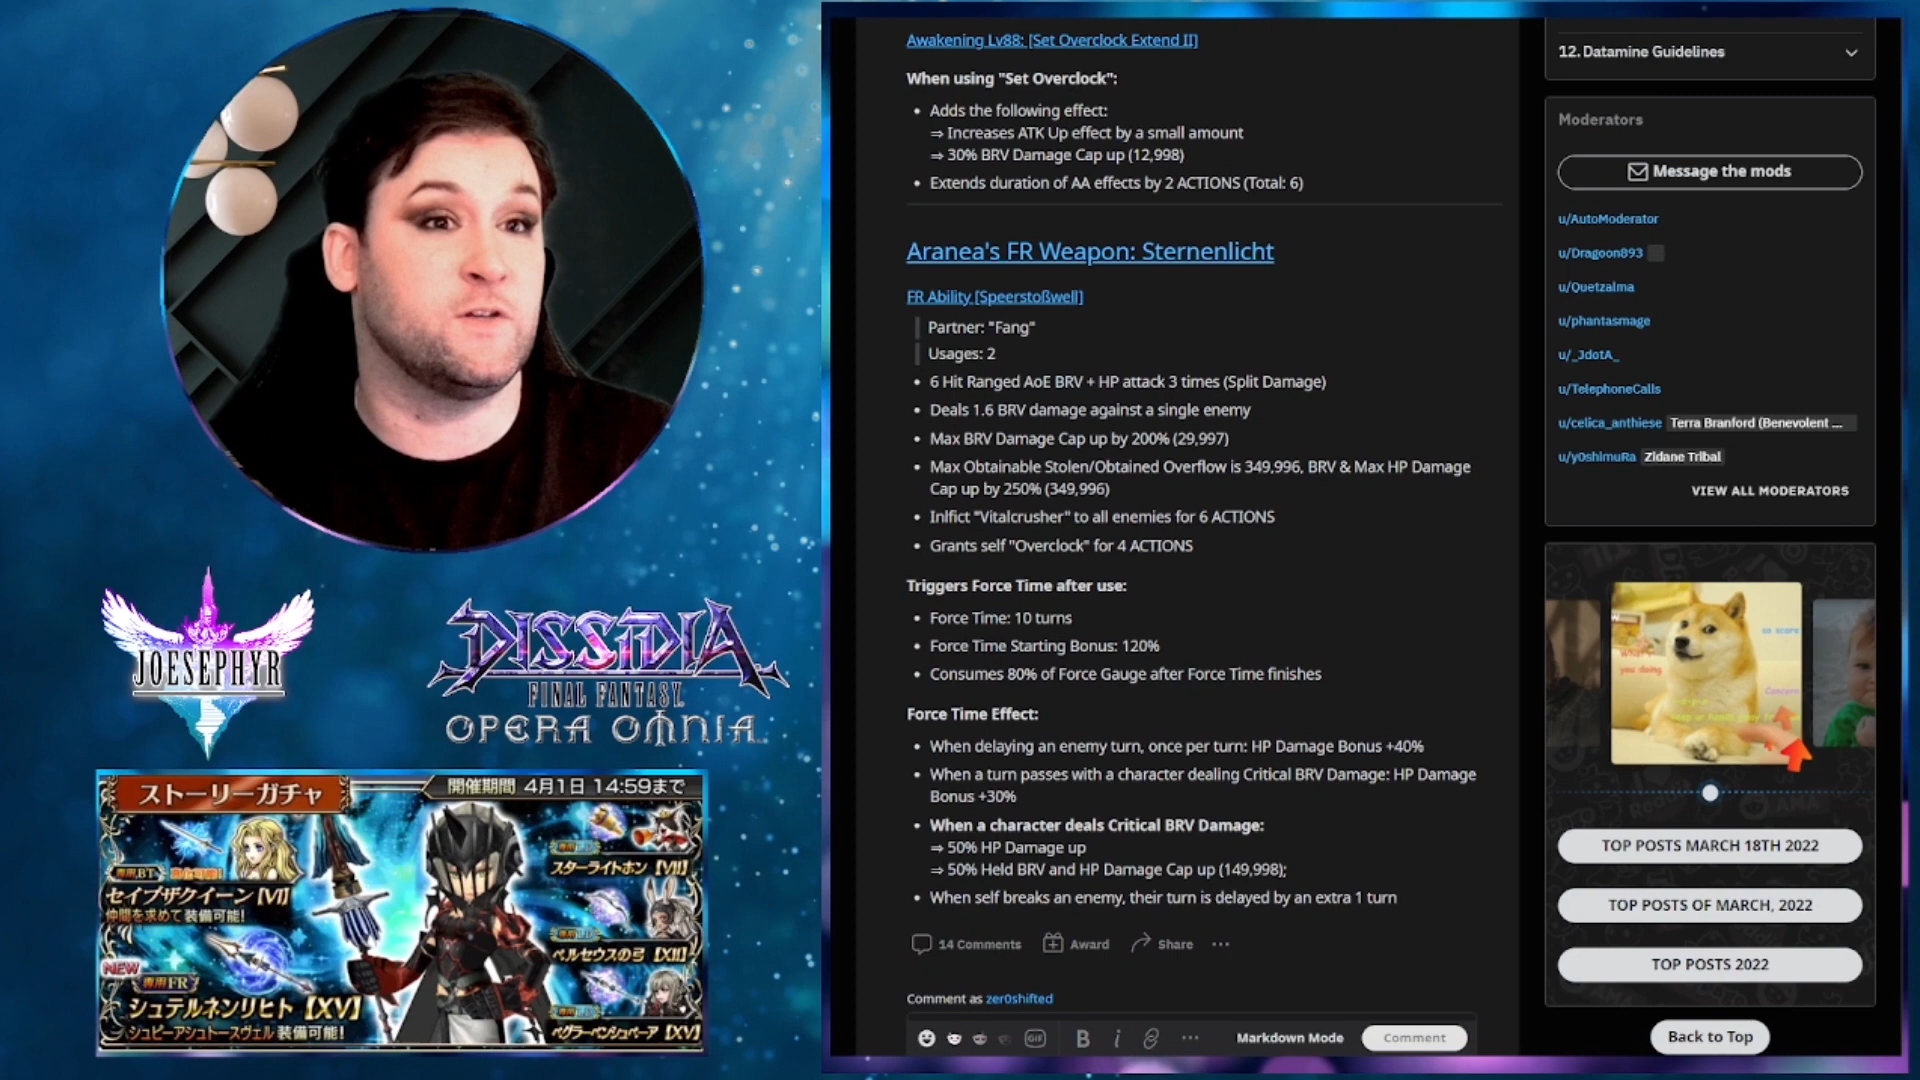 Awakening Lv88: [Set Overclock Extend II]
When using "Set Overclock":
• Adds the following effect:
⇒ Increases ATK Up effect by a small amount
⇒ 30% BRV Damage Cap up (12,998)
• Extends duration of AA effects by 2 ACTIONS (Total: 6)
Aranea's FR Weapon: Sternenlicht
FR Ability [Speerstoßwell]
Partner: "Fang"
Usages: 2
• 6 Hit Ranged AoE BRV + HP attack 3 times (Split Damage)
• Deals 1.6 BRV damage against a single enemy
• Max BRV Damage Cap up by 200% (29,997)
• Max Obtainable Stolen/Obtained Overflow is 349,996, BRV & Max HP Damage
Cap up by 250% (349,996)
• Inlfict "Vitalcrusher" to all enemies for 6 ACTIONS
• Grants self "Overclock" for 4 ACTIONS
Triggers Force Time after use:
• Force Time: 10 turns
• Force Time Starting Bonus: 120%
• Consumes 80% of Force Gauge after Force Time finishes
Force Time Effect:
• When delaying an enemy turn, once per turn: HP Damage Bonus +40%
• When a turn passes with a character dealing Critical BRV Damage: HP Damage
Bonus +30%
• When a character deals Critical BRV Damage:
⇒ 50% HP Damage up
⇒ 50% Held BRV and HP Damage Cap up (149,998);
• When self breaks an enemy, their turn is delayed by an extra 1 turn
14 Comments Award Share ...
Comment as zer0shifted
GIF B i ... Markdown Mode Comment
12. Datamine Guidelines
Moderators
Message the mods
u/AutoModerator
u/Dragoon893
u/Quetzalma
u/phantasmage
u/_JdotA_
u/TelephoneCalls
u/celica_anthiese Terra Branford (Benevolent ...
u/y0shimuRa Zidane Tribal
VIEW ALL MODERATORS
you doing
TOP POSTS MARCH 18TH 2022
TOP POSTS OF MARCH, 2022
TOP POSTS 2022
Back to Top
JOESEPHYR
DISSIDIA
FINAL FANTASY
OPERA OMNIA
ストーリーガチャ
開催期間 4月1日 14:59まで
専用BT
セイブザクイーン【VI】
仲間を求めて 装備可能!
NEW
専用FR
シュテルネンリヒト【XV】
シュピーアシュトースヴェル 装備可能!
スターライトホン【VII】
ペルセウスの弓【XII】
ペグラーベンシュペーア【XV】